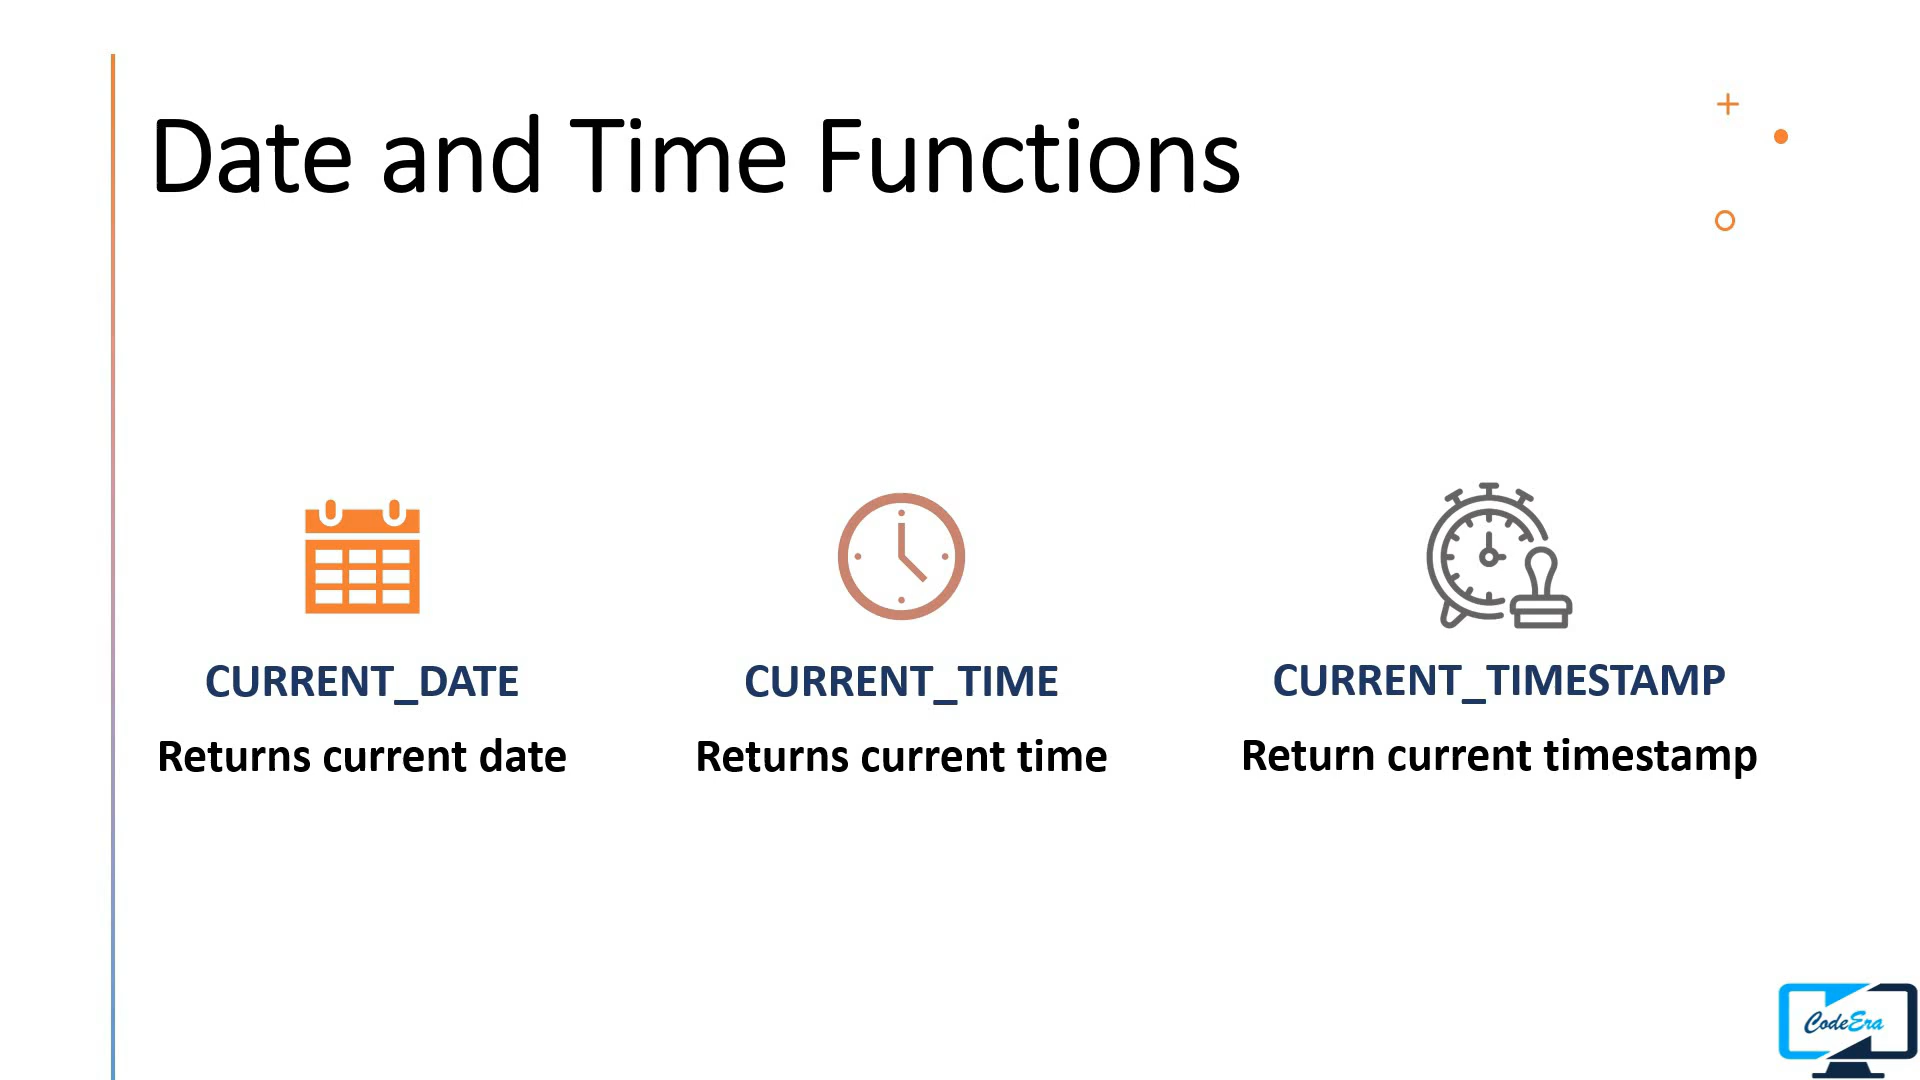 Date and Time Functions
CURRENT_DATE
Returns current date
CURRENT_TIME
Returns current time
CURRENT_TIMESTAMP
Return current timestamp
CodeEra